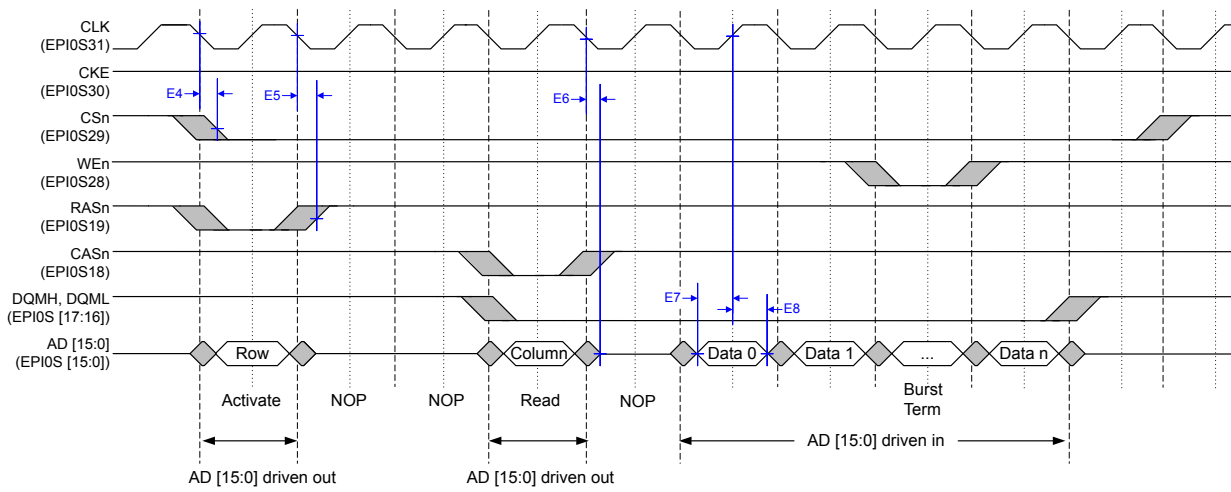 CLK
(EPI0S31)
CKE
(EPI0S30)
E4
E5
E6
CSn
(EPI0S29)
WEn
(EPI0S28)
RASn
(EPI0S19)
CASn
(EPI0S18)
DQMH, DQML
(EPI0S [17:16])
E7
E8
AD [15:0]
(EPI0S [15:0])
Row
Column
Data 0
Data 1
...
Data n
Activate
NOP
NOP
Read
NOP
Burst
Term
AD [15:0] driven in
AD [15:0] driven out
AD [15:0] driven out